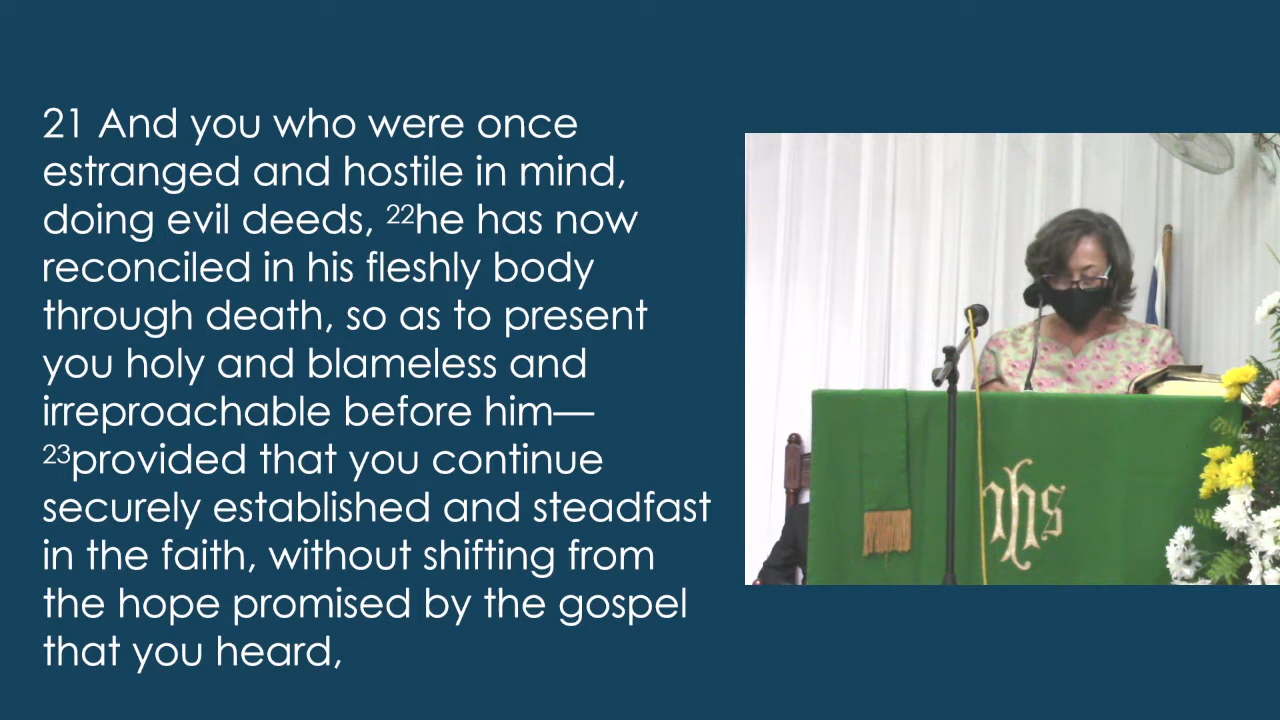 21 And you who were once
estranged and hostile in mind,
doing evil deeds, 22he has now
reconciled in his fleshly body
through death, so as to present
you holy and blameless and
irreproachable before him—
23provided that you continue
securely established and steadfast
in the faith, without shifting from
the hope promised by the gospel
that you heard,
ihs